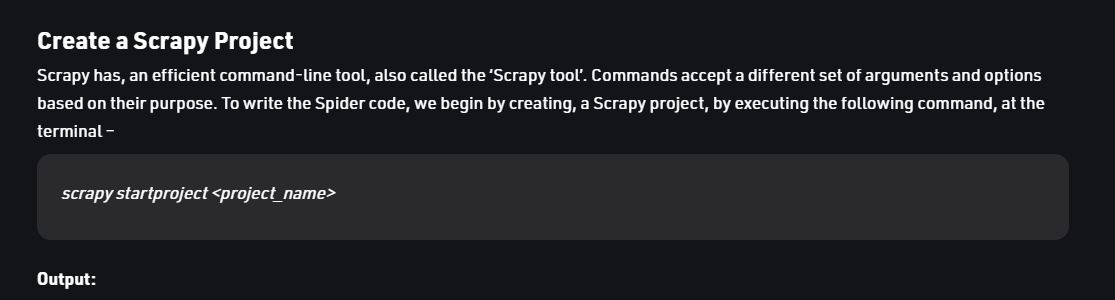 Create a Scrapy Project
Scrapy has, an efficient command-line tool, also called the ‘Scrapy tool’. Commands accept a different set of arguments and options
based on their purpose. To write the Spider code, we begin by creating, a Scrapy project, by executing the following command, at the
terminal –
scrapy startproject <project_name>
Output: